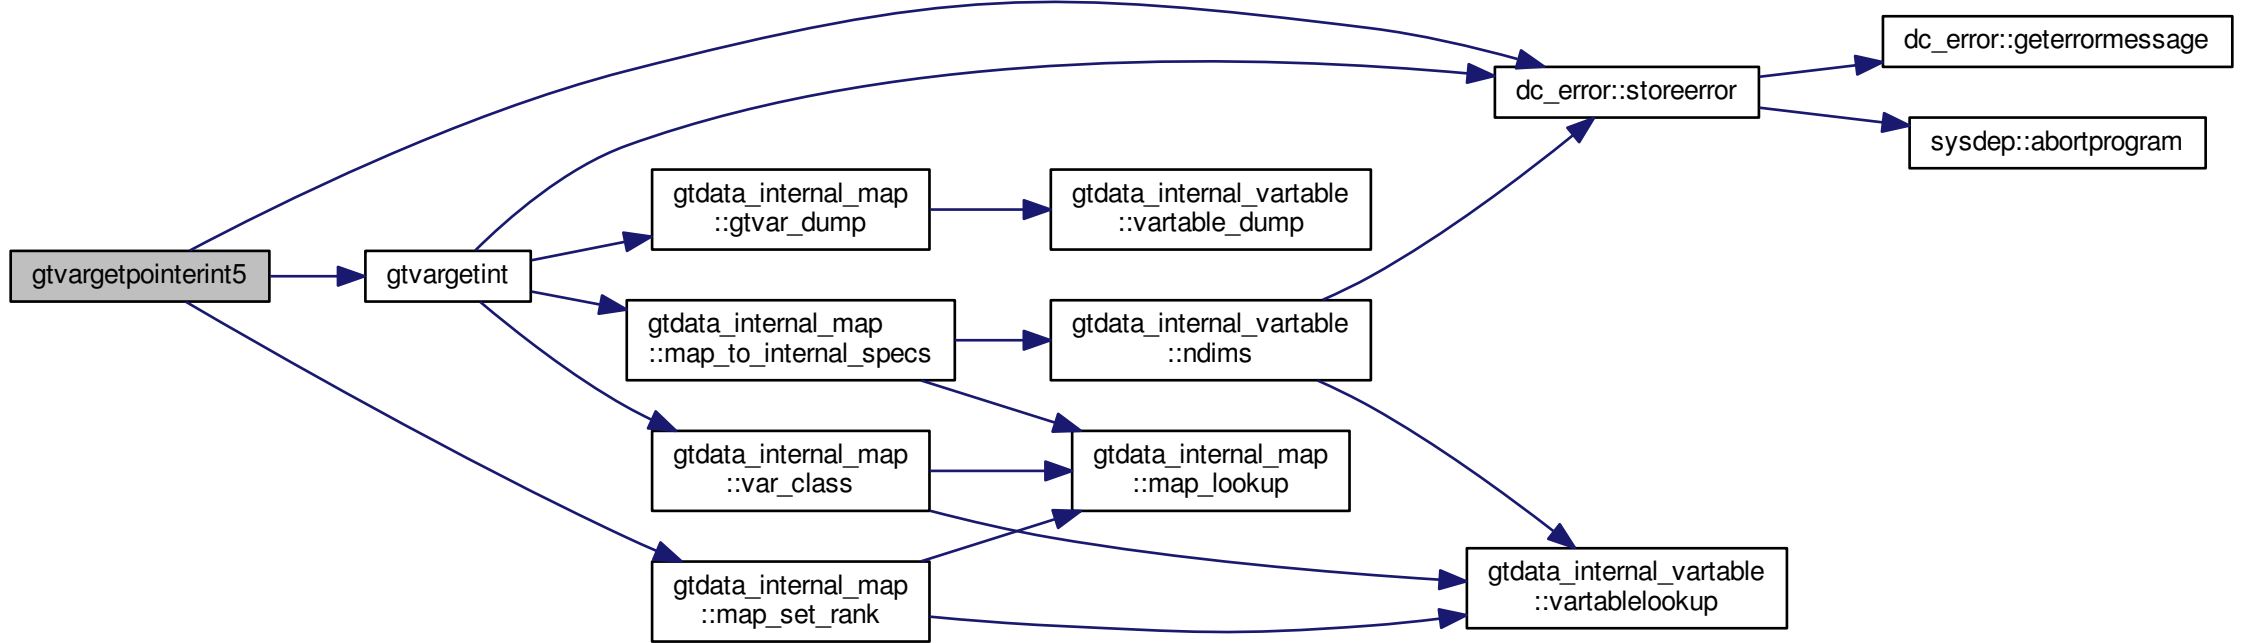 gtvargetpointerint5
gtvargetint
gtdata_internal_map
::gtvar_dump
gtdata_internal_map
::map_to_internal_specs
gtdata_internal_map
::var_class
gtdata_internal_map
::map_set_rank
gtdata_internal_vartable
::vartable_dump
gtdata_internal_vartable
::ndims
gtdata_internal_map
::map_lookup
dc_error::storeerror
gtdata_internal_vartable
::vartablelookup
dc_error::geterrormessage
sysdep::abortprogram